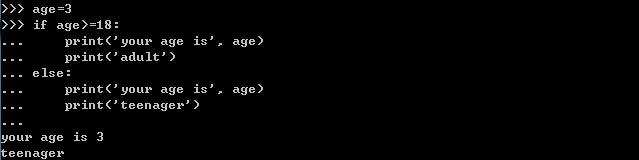 >>> age=3
>>> if age>=18:
...     print('your age is', age)
...     print('adult')
... else:
...     print('your age is', age)
...     print('teenager')
...
your age is 3
teenager